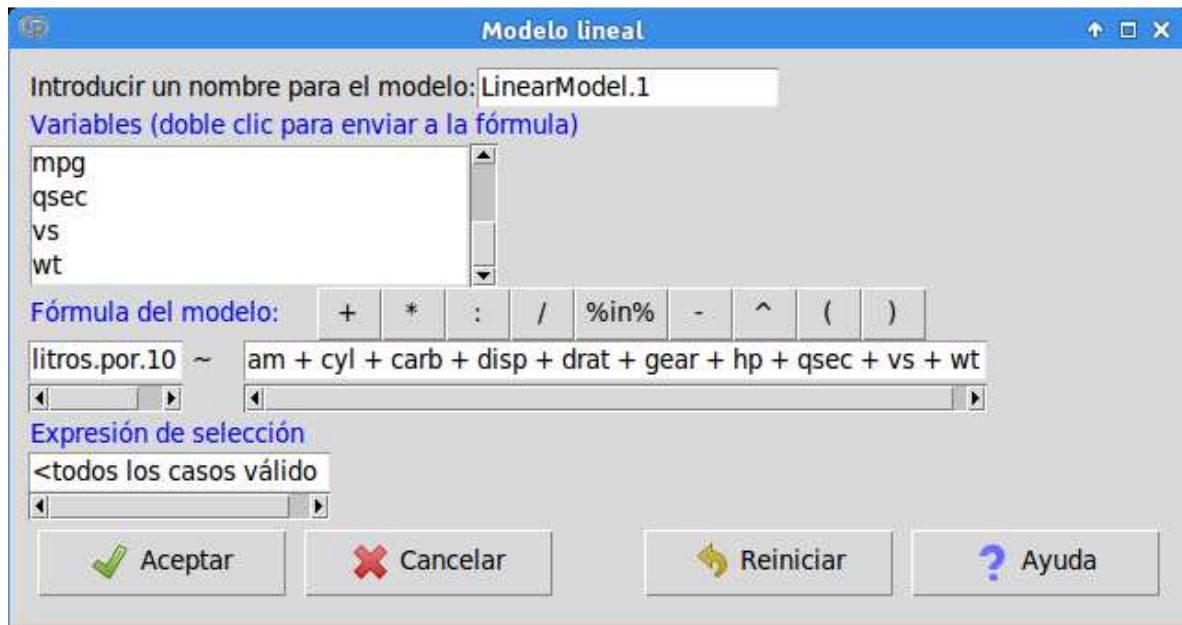 Modelo lineal
Introducir un nombre para el modelo: LinearModel.1
Variables (doble clic para enviar a la fórmula)
mpg
qsec
vs
wt
Fórmula del modelo: + * : / %in% - ^ ( )
litros.por.10 ~ am + cyl + carb + disp + drat + gear + hp + qsec + vs + wt
Expresión de selección
<todos los casos válido
Aceptar Cancelar Reiniciar Ayuda